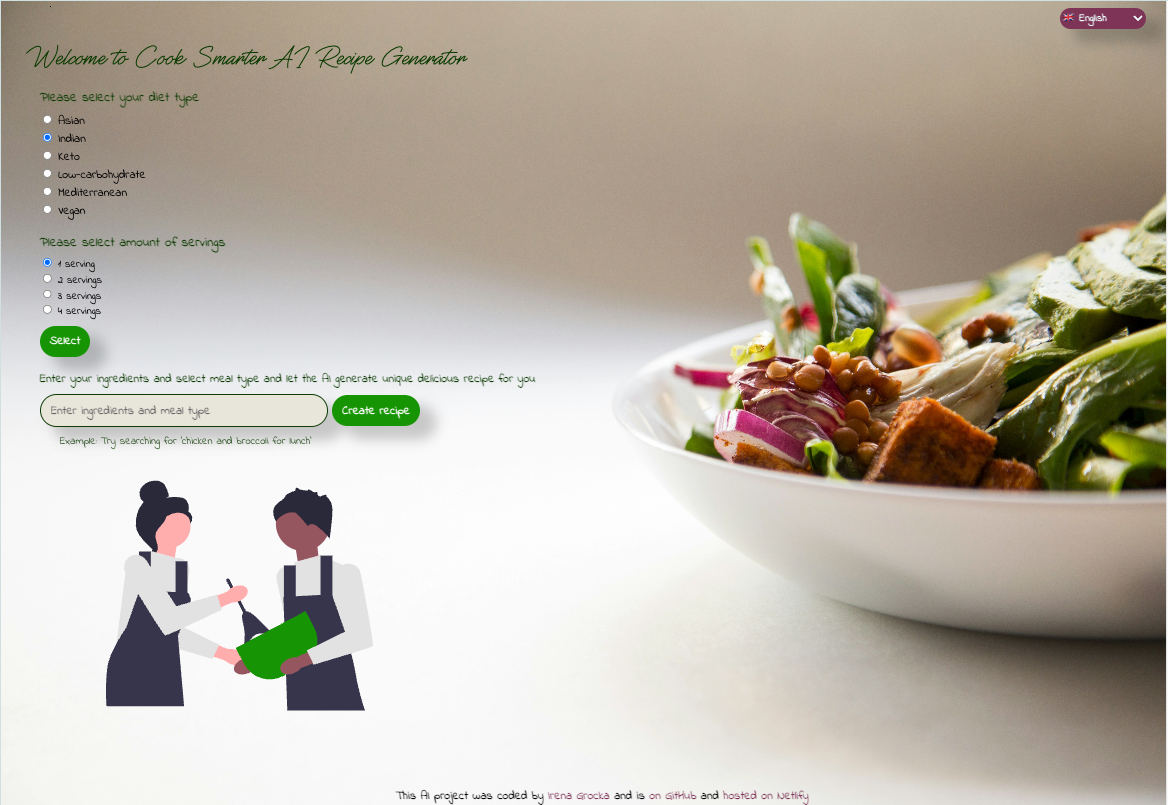 English
Welcome to Cook Smarter AI Recipe Generator
Please select your diet type
Asian
Indian
Keto
Low-carbohydrate
Mediterranean
Vegan
Please select amount of servings
1 serving
2 servings
3 servings
4 servings
Select
Enter your ingredients and select meal type and let the Ai generate unique delicious recipe for you
Enter ingredients and meal type Create recipe
Example: Try searching for 'chicken and broccoli for lunch'
This Ai project was coded by Irena Grocka and is on GitHub and hosted on Netlify